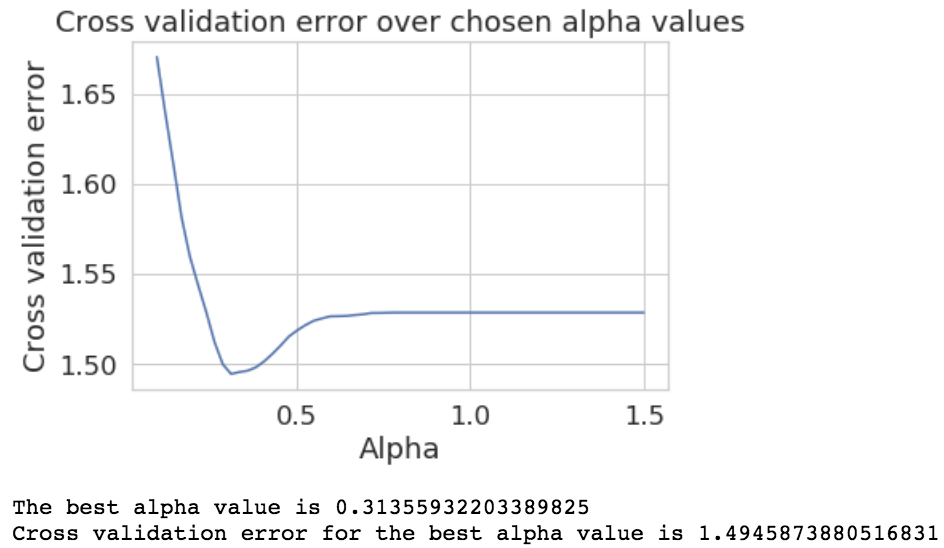 Cross validation error over chosen alpha values
Cross validation error
1.65
1.60
1.55
1.50
0.5 1.0 1.5
Alpha
The best alpha value is 0.31355932203389825
Cross validation error for the best alpha value is 1.4945873880516831